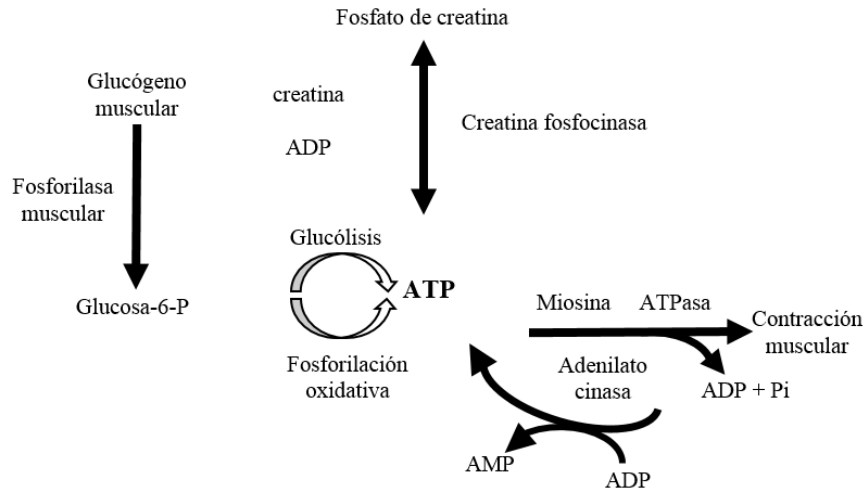 Fosfato de creatina
Glucógeno
muscular
creatina
ADP
Creatina fosfocinasa
Fosforilasa
muscular
Glucosa-6-P
Glucólisis
ATP
Fosforilación
oxidativa
Miosina ATPasa
Contracción
muscular
Adenilato
cinasa
ADP + Pi
AMP
ADP